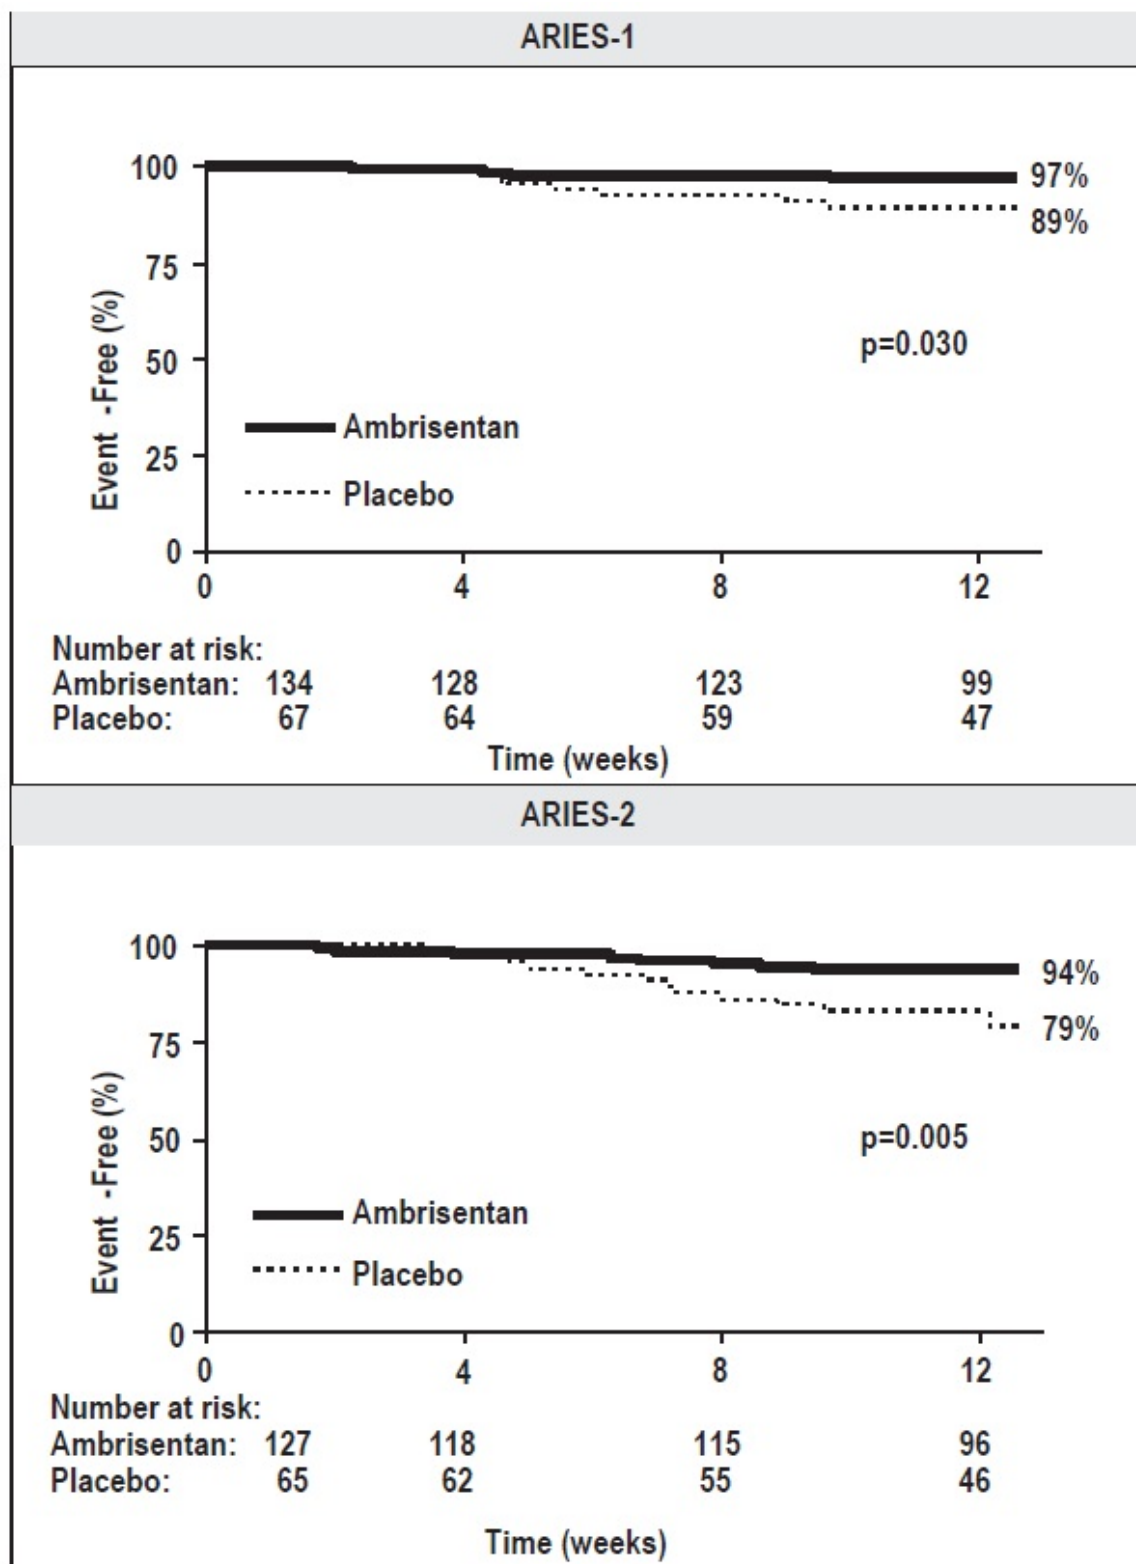 ARIES-1
100
97%
89%
75
Event -Free (%)
50
p=0.030
Ambrisentan
25
Placebo
0
0 4 8 12
Number at risk:
Ambrisentan: 134 128 123 99
Placebo: 67 64 59 47
Time (weeks)
ARIES-2
100
94%
79%
75
Event -Free (%)
50
p=0.005
Ambrisentan
25
Placebo
0
0 4 8 12
Number at risk:
Ambrisentan: 127 118 115 96
Placebo: 65 62 55 46
Time (weeks)